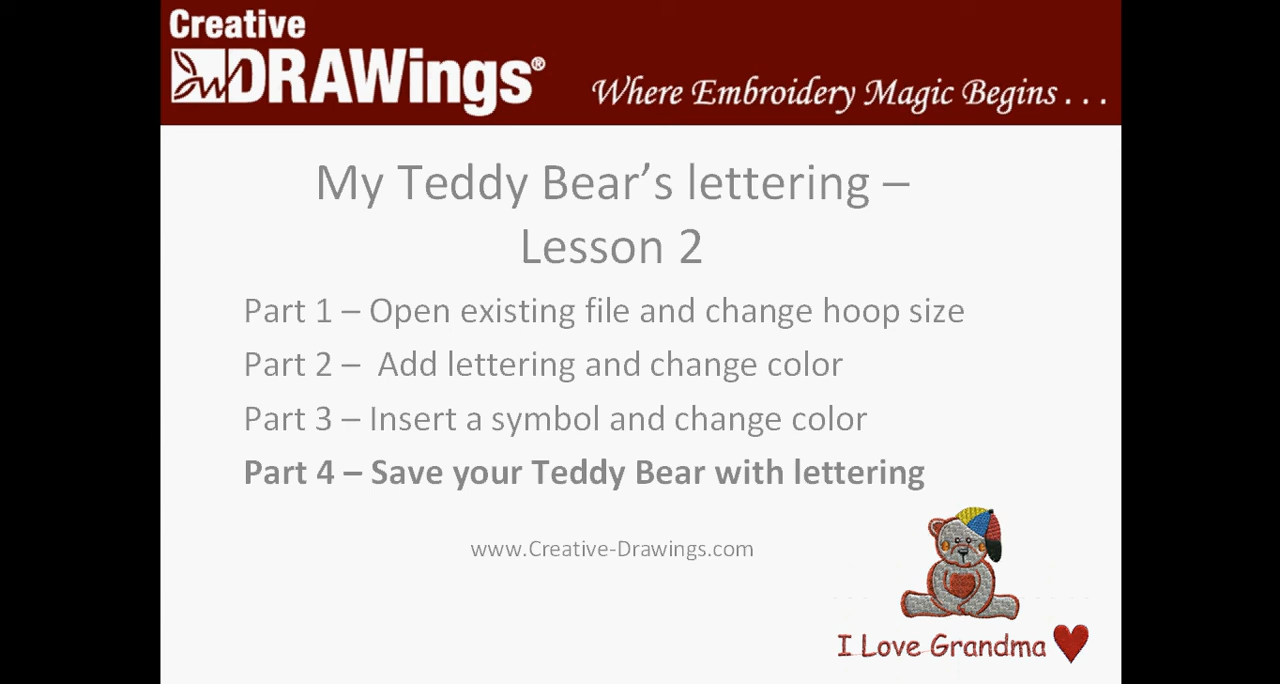 Creative
DRAWings®
Where Embroidery Magic Begins . . .
My Teddy Bear’s lettering –
Lesson 2
Part 1 – Open existing file and change hoop size
Part 2 –  Add lettering and change color
Part 3 – Insert a symbol and change color
Part 4 – Save your Teddy Bear with lettering
www.Creative-Drawings.com
I Love Grandma